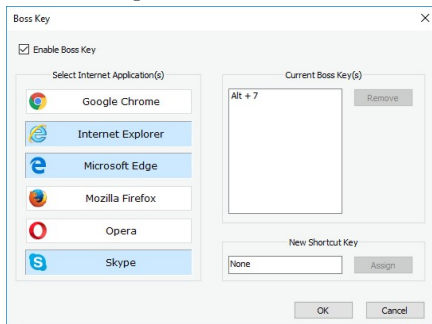 Boss Key
Enable Boss Key
Select Internet Application(s)
Google Chrome
Internet Explorer
Microsoft Edge
Mozilla Firefox
Opera
Skype
Current Boss Key(s)
Alt + 7
Remove
New Shortcut Key
None
Assign
OK
Cancel